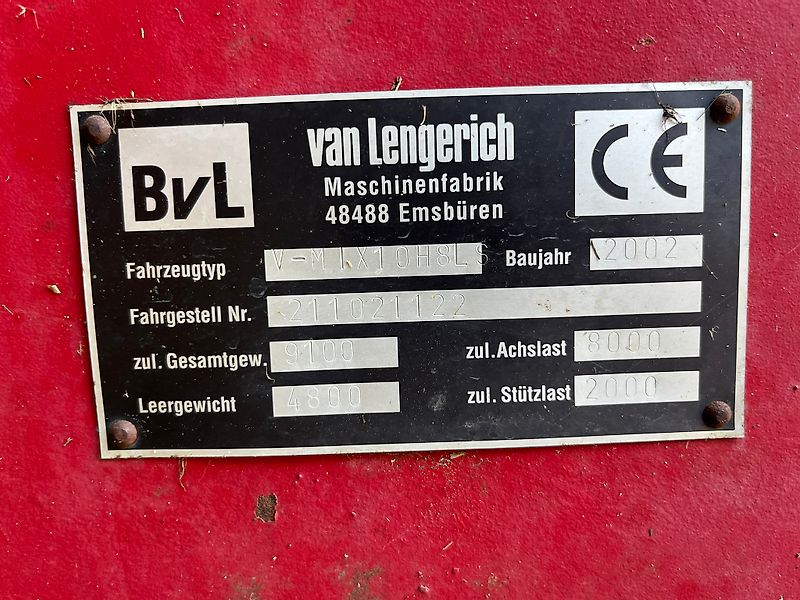 BvL
van Lengerich
Maschinenfabrik
48488 Emsbüren
CE
Fahrzeugtyp V-MIX10H8LS Baujahr 2002
Fahrgestell Nr. 211021122
zul. Gesamtgew. 9100 zul. Achslast 8000
Leergewicht 4800 zul. Stützlast 2000